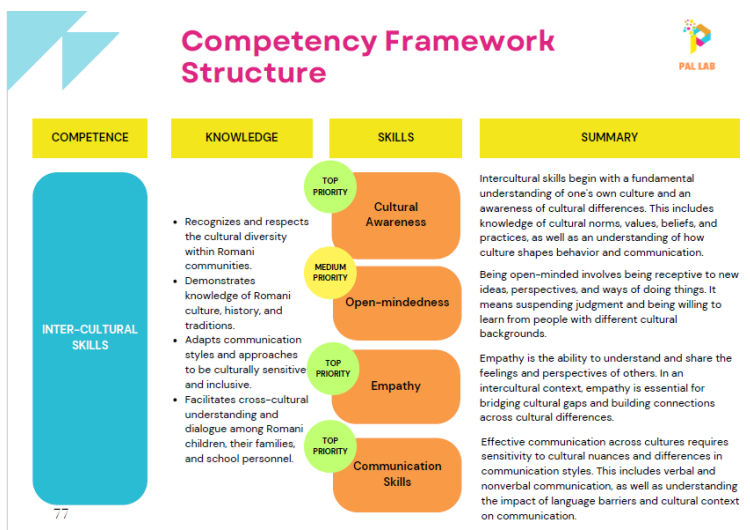 Competency Framework
Structure
PAL LAB
COMPETENCE
KNOWLEDGE
SKILLS
SUMMARY
INTER-CULTURAL
SKILLS
• Recognizes and respects
the cultural diversity
within Romani
communities.
• Demonstrates
knowledge of Romani
culture, history, and
traditions.
• Adapts communication
styles and approaches
to be culturally sensitive
and inclusive.
• Facilitates cross-cultural
understanding and
dialogue among Romani
children, their families,
and school personnel.
TOP
PRIORITY
Cultural
Awareness
Intercultural skills begin with a fundamental
understanding of one's own culture and an
awareness of cultural differences. This includes
knowledge of cultural norms, values, beliefs, and
practices, as well as an understanding of how
culture shapes behavior and communication.
MEDIUM
PRIORITY
Open-mindedness
Being open-minded involves being receptive to new
ideas, perspectives, and ways of doing things. It
means suspending judgment and being willing to
learn from people with different cultural
backgrounds.
TOP
PRIORITY
Empathy
Empathy is the ability to understand and share the
feelings and perspectives of others. In an
intercultural context, empathy is essential for
bridging cultural gaps and building connections
across cultural differences.
TOP
PRIORITY
Communication
Skills
Effective communication across cultures requires
sensitivity to cultural nuances and differences in
communication styles. This includes verbal and
nonverbal communication, as well as understanding
the impact of language barriers and cultural context
on communication.
77